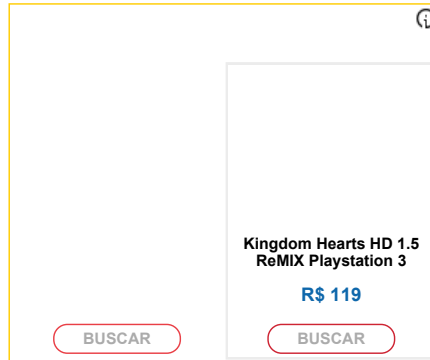 Kingdom Hearts HD 1.5
ReMIX Playstation 3
R$ 119
BUSCAR
BUSCAR